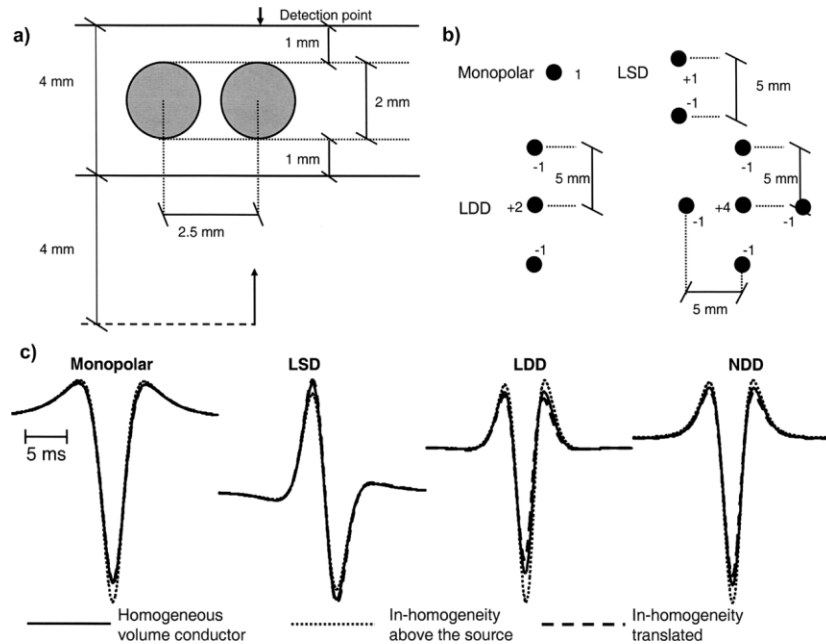 a)
Detection point
1 mm
4 mm
2 mm
1 mm
2.5 mm
4 mm
b)
Monopolar 1
LSD
+1
-1
5 mm
-1
5 mm
LDD +2
-1
-1
5 mm
-1 +4 -1
-1
5 mm
c)
Monopolar LSD LDD NDD
5 ms
Homogeneous volume conductor
In-homogeneity above the source
In-homogeneity translated